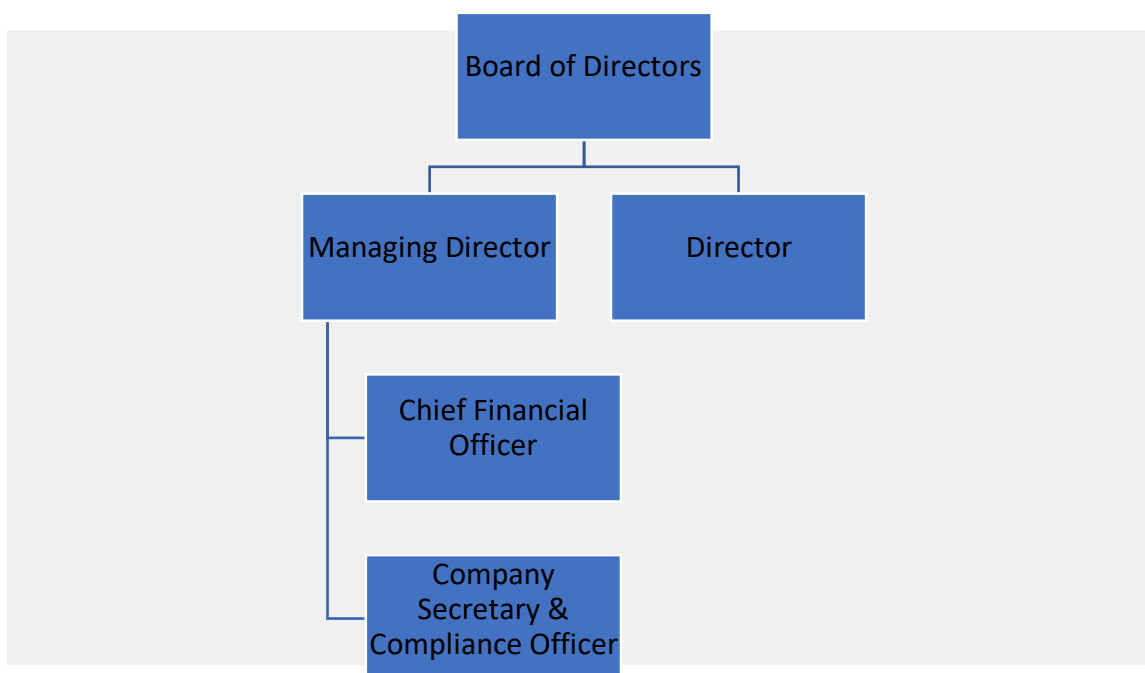 Board of Directors
Managing Director
Director
Chief Financial
Officer
Company
Secretary &
Compliance Officer